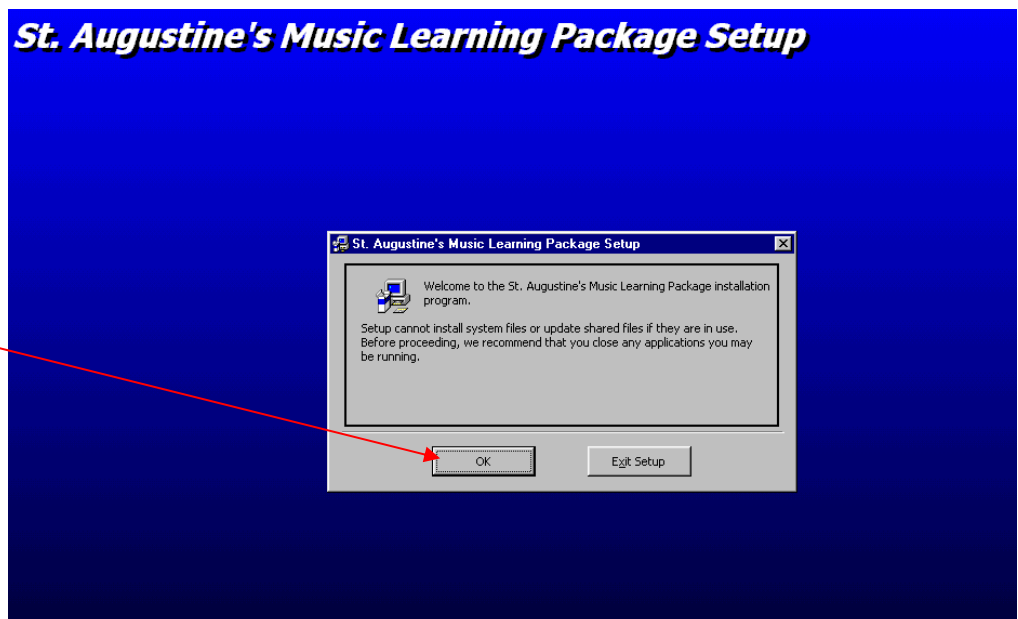 St. Augustine's Music Learning Package Setup
St. Augustine's Music Learning Package Setup
Welcome to the St. Augustine's Music Learning Package installation
program.
Setup cannot install system files or update shared files if they are in use.
Before proceeding, we recommend that you close any applications you may
be running.
OK
Exit Setup